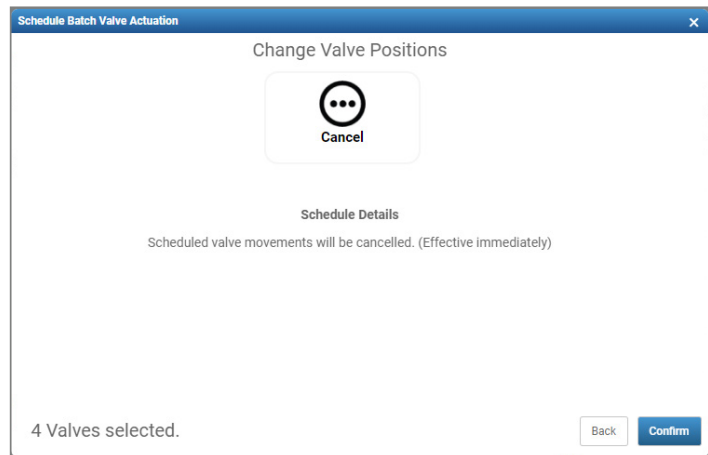 Schedule Batch Valve Actuation
Change Valve Positions
Cancel
Schedule Details
Scheduled valve movements will be cancelled. (Effective immediately)
4 Valves selected.
Back
Confirm